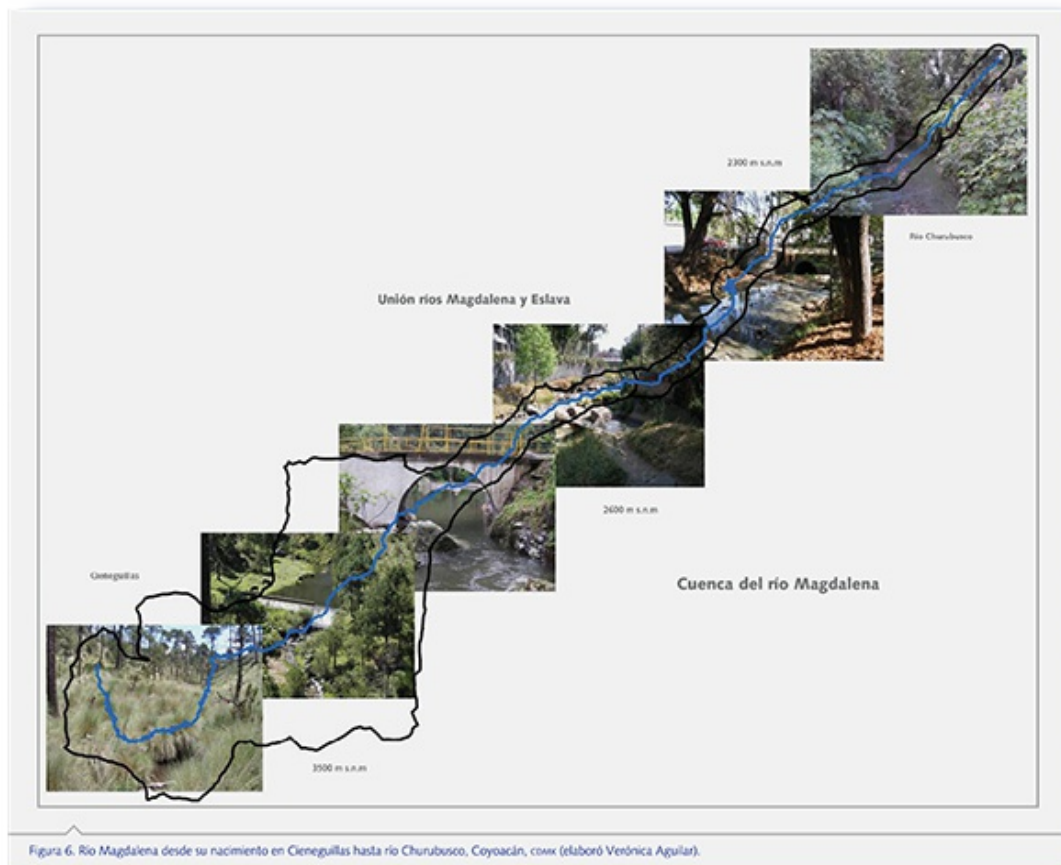 2300 m s.n.m
Río Churubusco
Unión ríos Magdalena y Eslava
2600 m s.n.m
Cieneguillas
Cuenca del río Magdalena
3500 m s.n.m
Figura 6. Río Magdalena desde su nacimiento en Cieneguillas hasta río Churubusco, Coyoacán, CDMX (elaboró Verónica Aguilar).